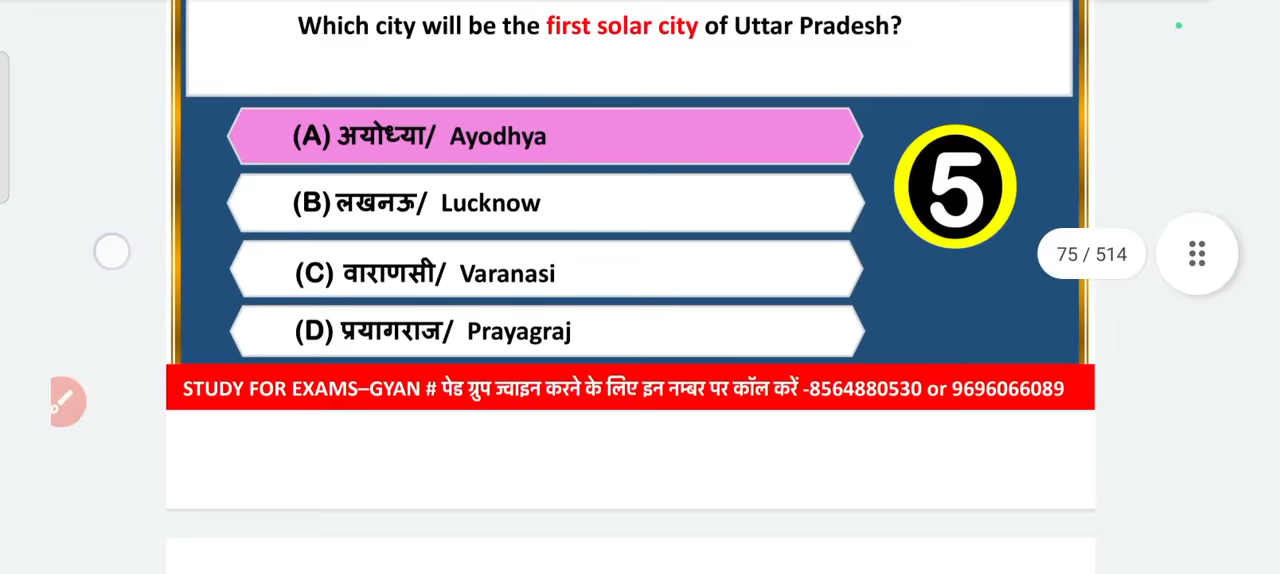 Which city will be the first solar city of Uttar Pradesh?
(A) अयोध्या/ Ayodhya
(B) लखनऊ/ Lucknow
5
(C) वाराणसी/ Varanasi
75 / 514
(D) प्रयागराज/ Prayagraj
STUDY FOR EXAMS–GYAN # पेड ग्रुप ज्वाइन करने के लिए इन नम्बर पर कॉल करें -8564880530 or 9696066089